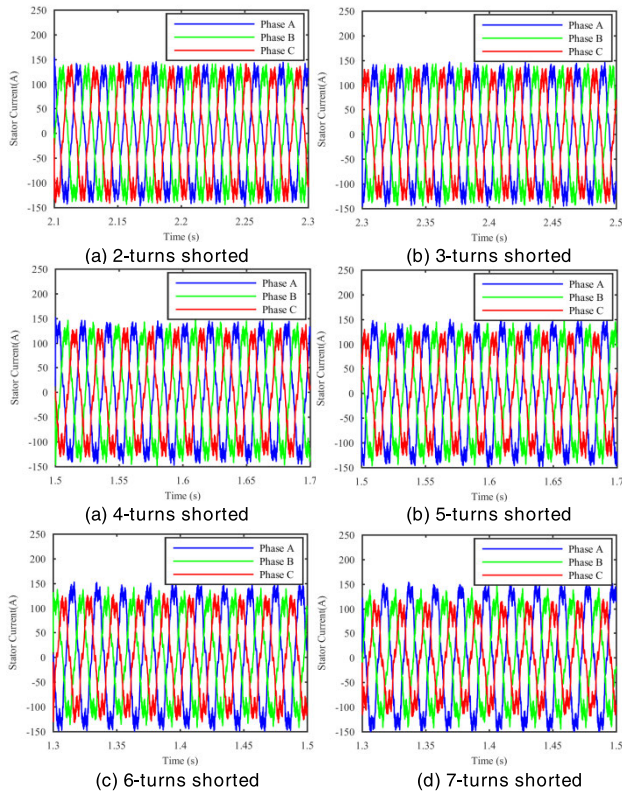 250
200
150
100
50
0
-50
-100
-150
Stator Current(A)
Phase A
Phase B
Phase C
2.1 2.15 2.2 2.25 2.3
Time (s)
(a) 2-turns shorted
250
200
150
100
50
0
-50
-100
-150
Stator Current(A)
Phase A
Phase B
Phase C
2.3 2.35 2.4 2.45 2.5
Time (s)
(b) 3-turns shorted
250
200
150
100
50
0
-50
-100
-150
Stator Current(A)
Phase A
Phase B
Phase C
1.5 1.55 1.6 1.65 1.7
Time (s)
(a) 4-turns shorted
250
200
150
100
50
0
-50
-100
-150
Stator Current(A)
Phase A
Phase B
Phase C
1.5 1.55 1.6 1.65 1.7
Time (s)
(b) 5-turns shorted
250
200
150
100
50
0
-50
-100
-150
Stator Current(A)
Phase A
Phase B
Phase C
1.3 1.35 1.4 1.45 1.5
Time (s)
(c) 6-turns shorted
250
200
150
100
50
0
-50
-100
-150
Stator Current(A)
Phase A
Phase B
Phase C
1.3 1.35 1.4 1.45 1.5
Time (s)
(d) 7-turns shorted